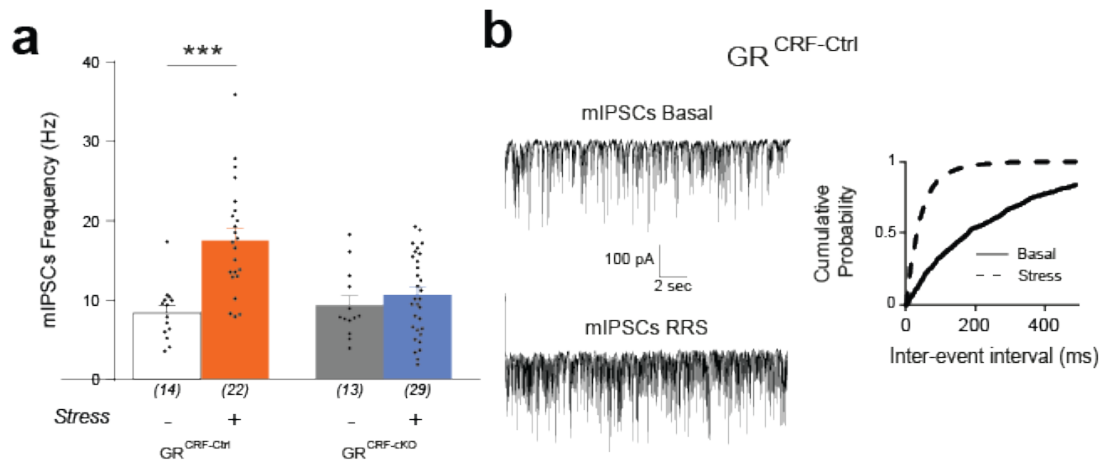 a
***
mIPSCs Frequency (Hz)
40
30
20
10
0
(14) (22) (13) (29)
Stress - + - +
GR CRF-Ctrl GR CRF-cKO
b
GR CRF-Ctrl
mIPSCs Basal
100 pA
2 sec
mIPSCs RRS
Cumulative
Probability
1
0.5
0
Basal
Stress
0 200 400
Inter-event interval (ms)